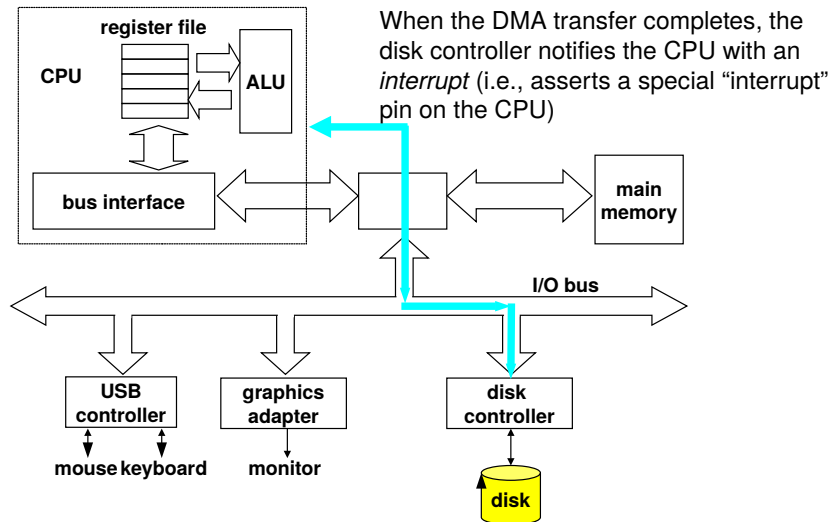 register file
CPU
ALU
When the DMA transfer completes, the
disk controller notifies the CPU with an
interrupt (i.e., asserts a special “interrupt”
pin on the CPU)
bus interface
main
memory
I/O bus
USB
controller
graphics
adapter
disk
controller
mouse keyboard
monitor
disk